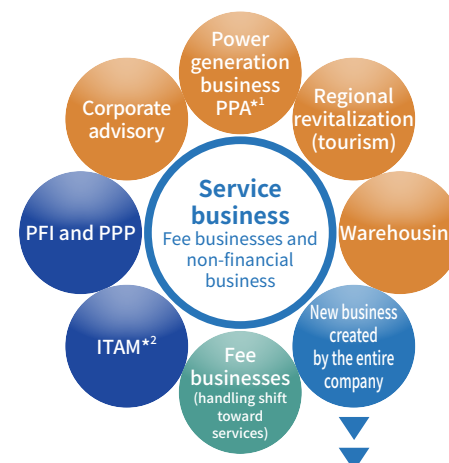 Power
generation
business
PPA*1
Regional
revitalization
(tourism)
Corporate
advisory
Service
business
Fee businesses and
non-financial
business
PFI and PPP
Warehousin
ITAM*2
New business
created
by the entire
company
Fee
businesses
(handling shift
toward
services)